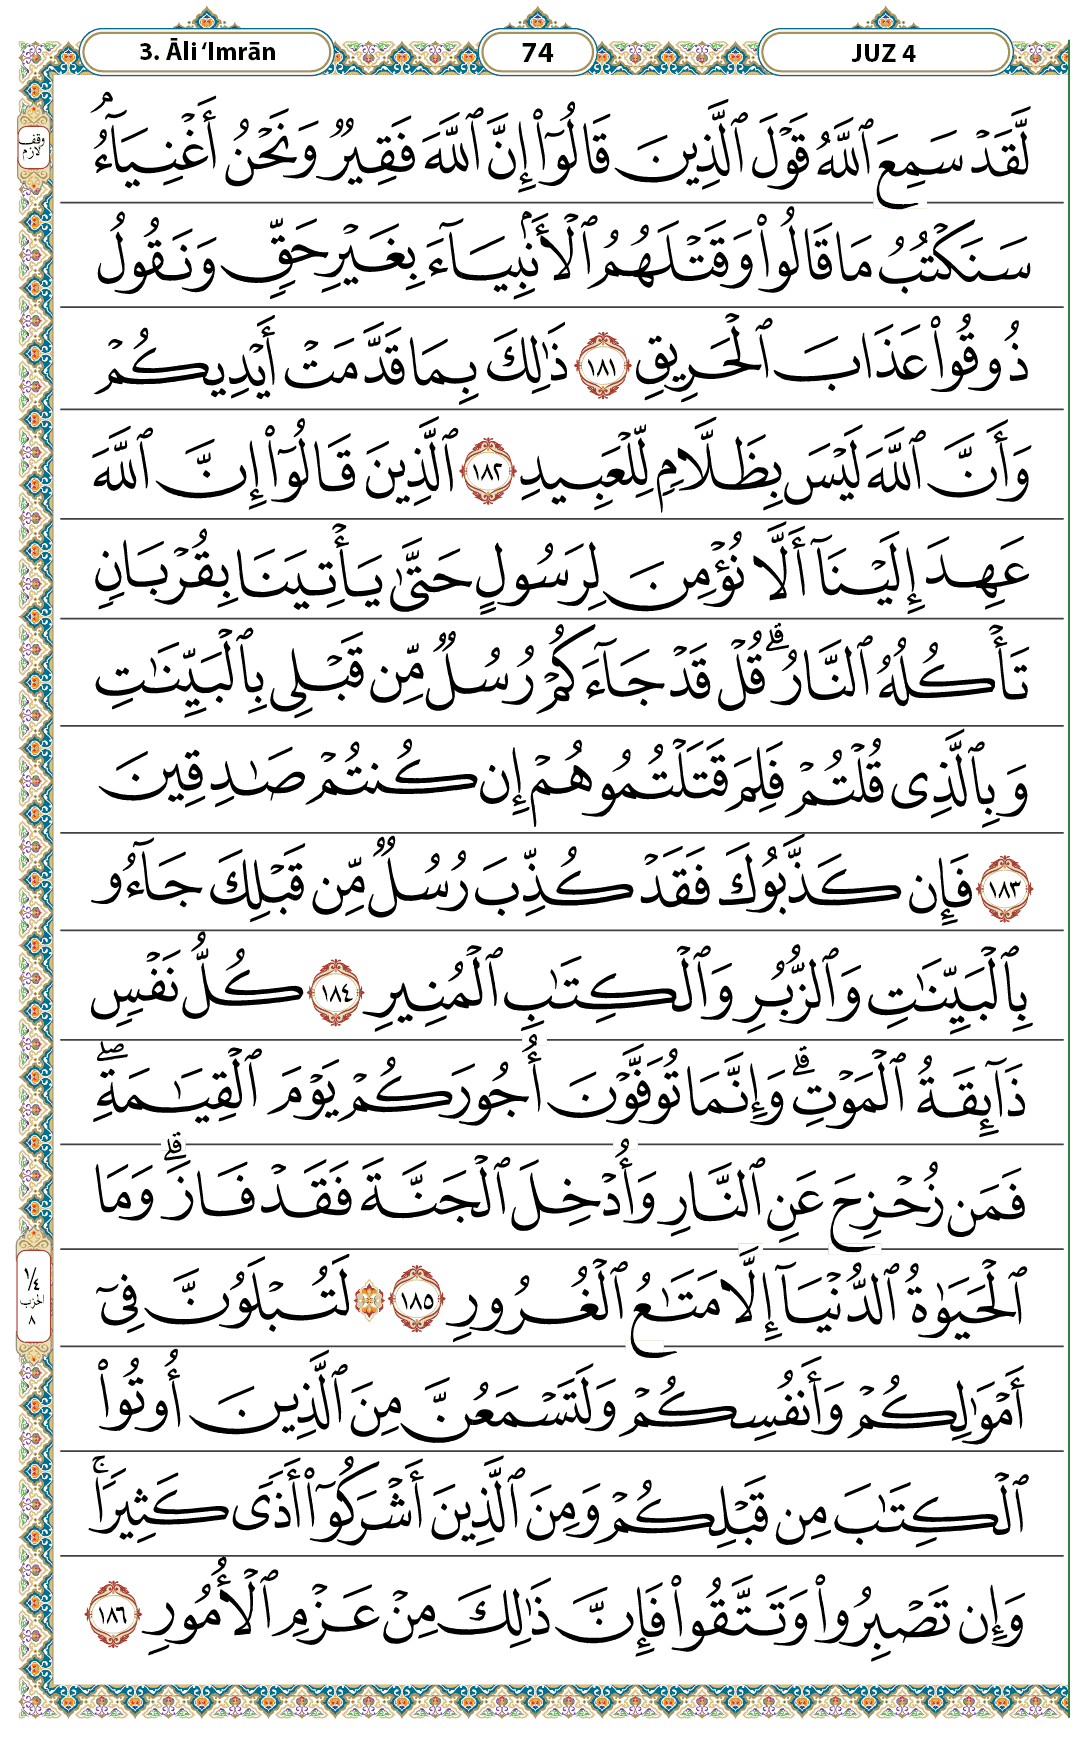 3. Āli ‘Imrān
74
JUZ 4
وقف لازم
لَّقَدْ سَمِعَ ٱللَّهُ قَوْلَ ٱلَّذِينَ قَالُوٓا۟ إِنَّ ٱللَّهَ فَقِيرٌ وَنَحْنُ أَغْنِيَآءُ ۘ
سَنَكْتُبُ مَا قَالُوا۟ وَقَتْلَهُمُ ٱلْأَنۢبِيَآءَ بِغَيْرِ حَقٍّ وَنَقُولُ
ذُوقُوا۟ عَذَابَ ٱلْحَرِيقِ ١٨١ ذَٰلِكَ بِمَا قَدَّمَتْ أَيْدِيكُمْ
وَأَنَّ ٱللَّهَ لَيْسَ بِظَلَّامٍ لِّلْعَبِيدِ ١٨٢ ٱلَّذِينَ قَالُوٓا۟ إِنَّ ٱللَّهَ
عَهِدَ إِلَيْنَآ أَلَّا نُؤْمِنَ لِرَسُولٍ حَتَّىٰ يَأْتِيَنَا بِقُرْبَانٍ
تَأْكُلُهُ ٱلنَّارُ ۗ قُلْ قَدْ جَآءَكُمْ رُسُلٌ مِّن قَبْلِى بِٱلْبَيِّنَٰتِ
وَبِٱلَّذِى قُلْتُمْ فَلِمَ قَتَلْتُمُوهُمْ إِن كُنتُمْ صَٰدِقِينَ
١٨٣ فَإِن كَذَّبُوكَ فَقَدْ كُذِّبَ رُسُلٌ مِّن قَبْلِكَ جَآءُو
بِٱلْبَيِّنَٰتِ وَٱلزُّبُرِ وَٱلْكِتَٰبِ ٱلْمُنِيرِ ١٨٤ كُلُّ نَفْسٍ
ذَآئِقَةُ ٱلْمَوْتِ ۗ وَإِنَّمَا تُوَفَّوْنَ أُجُورَكُمْ يَوْمَ ٱلْقِيَٰمَةِ ۖ
فَمَن زُحْزِحَ عَنِ ٱلنَّارِ وَأُدْخِلَ ٱلْجَنَّةَ فَقَدْ فَازَ ۗ وَمَا
ٱلْحَيَوٰةُ ٱلدُّنْيَآ إِلَّا مَتَٰعُ ٱلْغُرُورِ ١٨٥ ۞ لَتُبْلَوُنَّ فِىٓ
١/٤
الحزب
٨
أَمْوَٰلِكُمْ وَأَنفُسِكُمْ وَلَتَسْمَعُنَّ مِنَ ٱلَّذِينَ أُوتُوا۟
ٱلْكِتَٰبَ مِن قَبْلِكُمْ وَمِنَ ٱلَّذِينَ أَشْرَكُوٓا۟ أَذًى كَثِيرًا ۚ
وَإِن تَصْبِرُوا۟ وَتَتَّقُوا۟ فَإِنَّ ذَٰلِكَ مِنْ عَزْمِ ٱلْأُمُورِ ١٨٦